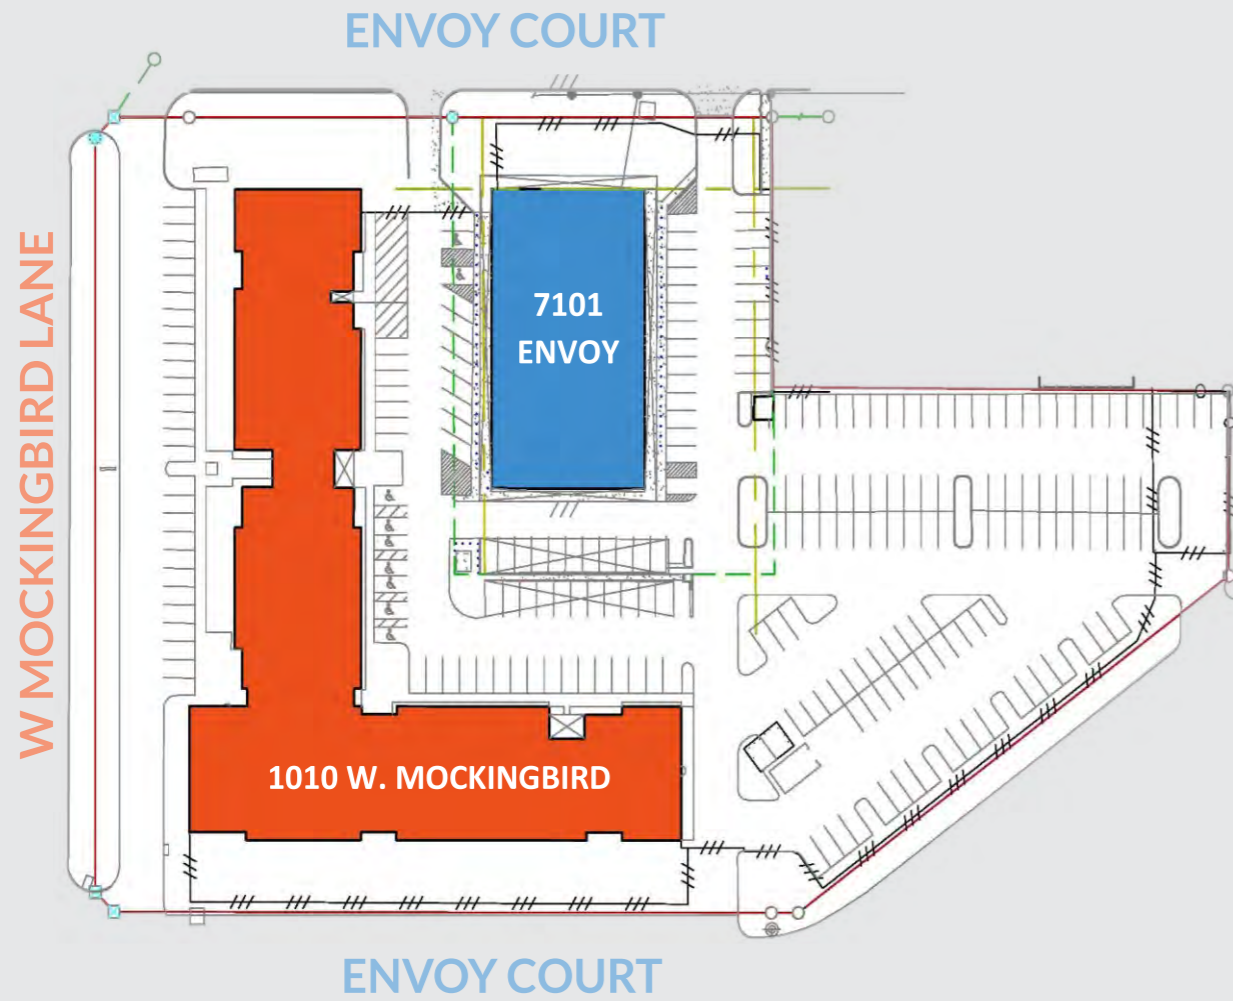 ENVOY COURT
W MOCKINGBIRD LANE
7101
ENVOY
1010 W. MOCKINGBIRD
ENVOY COURT